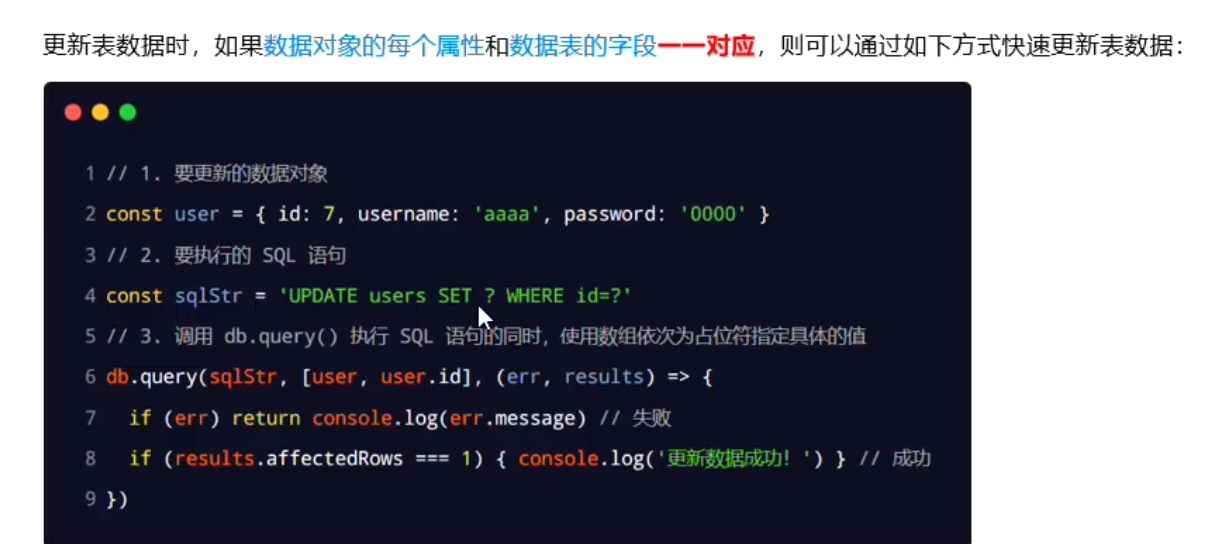 更新表数据时，如果数据对象的每个属性和数据表的字段一一对应，则可以通过如下方式快速更新表数据：
1 // 1. 要更新的数据对象
2 const user = { id: 7, username: 'aaaa', password: '0000' }
3 // 2. 要执行的 SQL 语句
4 const sqlStr = 'UPDATE users SET ? WHERE id=?'
5 // 3. 调用 db.query() 执行 SQL 语句的同时，使用数组依次为占位符指定具体的值
6 db.query(sqlStr, [user, user.id], (err, results) => {
7   if (err) return console.log(err.message) // 失败
8   if (results.affectedRows === 1) { console.log('更新数据成功！') } // 成功
9 })